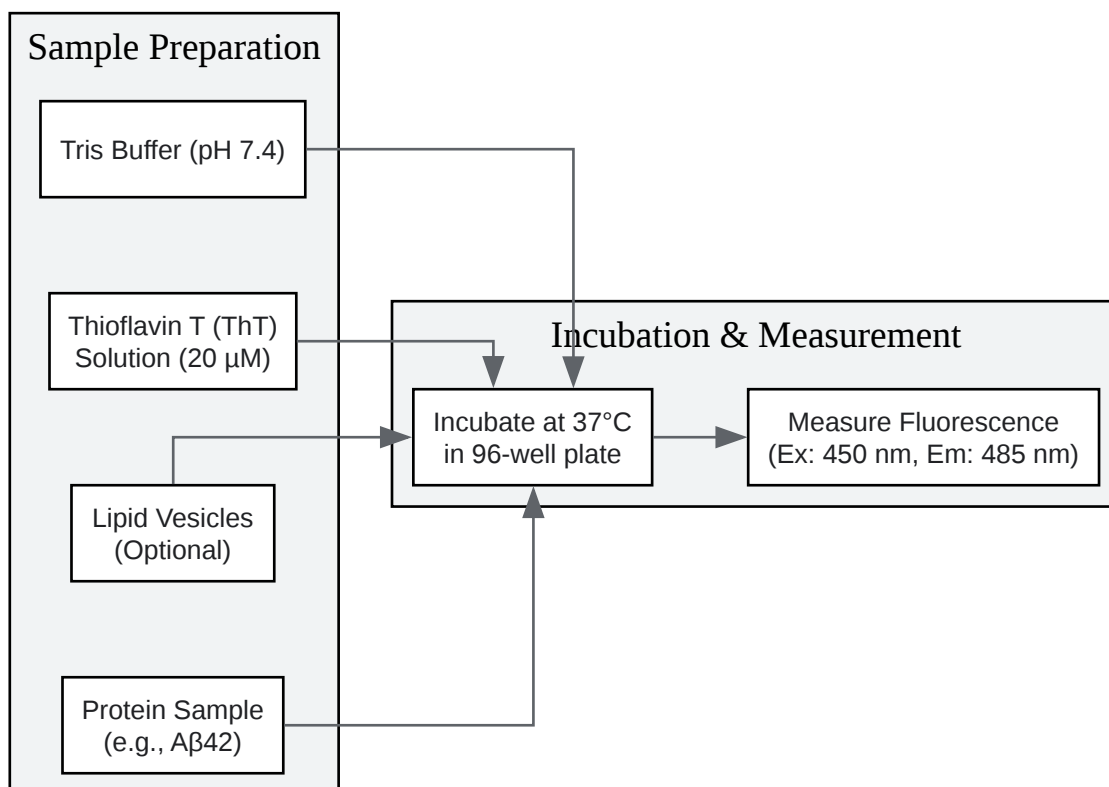 Sample Preparation
Tris Buffer (pH 7.4)
Thioflavin T (ThT)
Solution (20 µM)
Lipid Vesicles
(Optional)
Protein Sample
(e.g., Aβ42)
Incubation & Measurement
Incubate at 37°C
in 96-well plate
Measure Fluorescence
(Ex: 450 nm, Em: 485 nm)